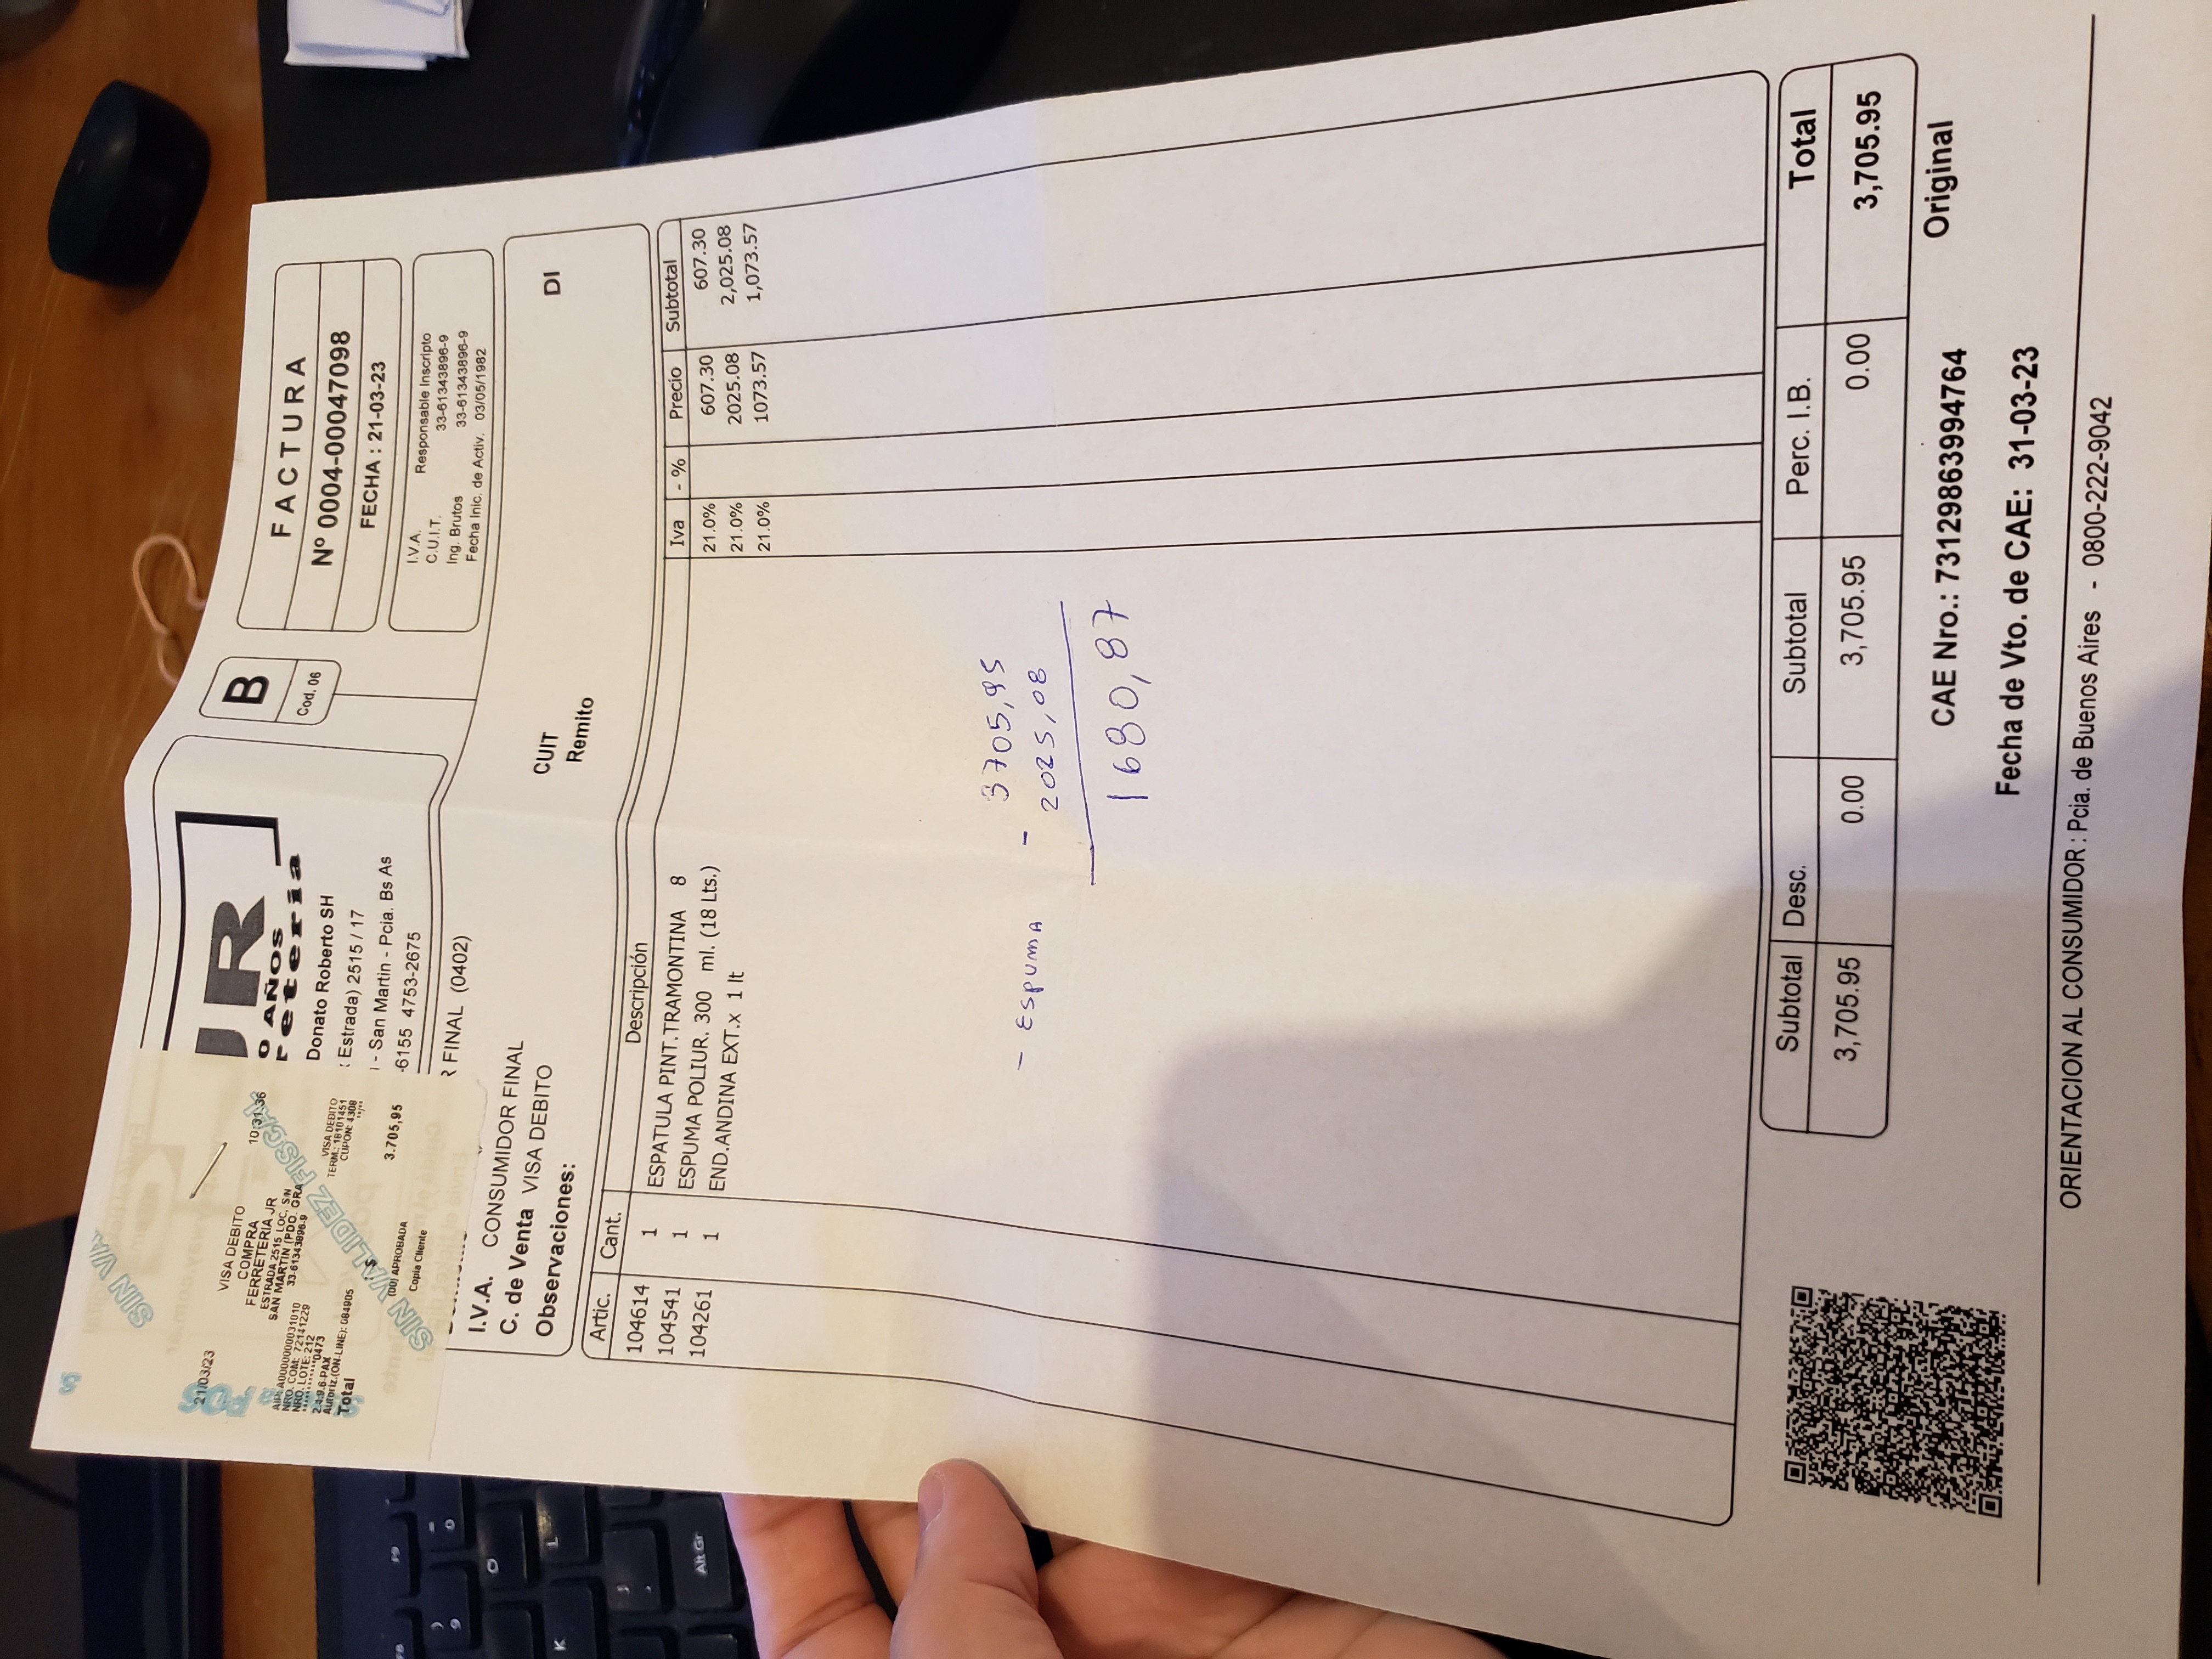 SIN VA
21/03/23
10:31:36
VISA DEBITO
COMPRA
FERRETERIA JR
ESTRADA 2515 LOC. S/N
SAN MARTIN (PDO. GRA
33-61343896-9
AIP: A0000000031010
NRO. COM: 72141229
NRO. LOTE: 212
************0473
2.4.9.6-PAX
Autoriz.(ON-LINE): 084905
VISA DEBITO
TERM.: 18101451
CUPON: 4308
**/**
Total $ 3.705,95
(00) APROBADA
Copia Cliente
SIN VALIDEZ FISCAL
JR
0 AÑOS
reteria
Donato Roberto SH
Estrada) 2515 / 17
- San Martin - Pcia. Bs As
-6155 4753-2675
B
Cod. 06
FACTURA
Nº 0004-00047098
FECHA : 21-03-23
I.V.A. Responsable Inscripto
C.U.I.T. 33-61343896-9
Ing. Brutos 33-61343896-9
Fecha Inic. de Activ. 03/05/1982
R FINAL (0402)
I.V.A. CONSUMIDOR FINAL
C. de Venta VISA DEBITO
Observaciones:
CUIT
DI
Remito
Artic. Cant. Descripción Iva - % Precio Subtotal
104614 1 ESPATULA PINT.TRAMONTINA 8 21.0% 607.30 607.30
104541 1 ESPUMA POLIUR. 300 ml. (18 Lts.) 21.0% 2025.08 2,025.08
104261 1 END.ANDINA EXT.x 1 lt 21.0% 1073.57 1,073.57
3705,95
- ESPUMA - 2025,08
1680,87
Subtotal Desc. Subtotal Perc. I.B. Total
3,705.95 0.00 3,705.95 0.00 3,705.95
CAE Nro.: 73129863994764
Original
Fecha de Vto. de CAE: 31-03-23
ORIENTACION AL CONSUMIDOR : Pcia. de Buenos Aires - 0800-222-9042